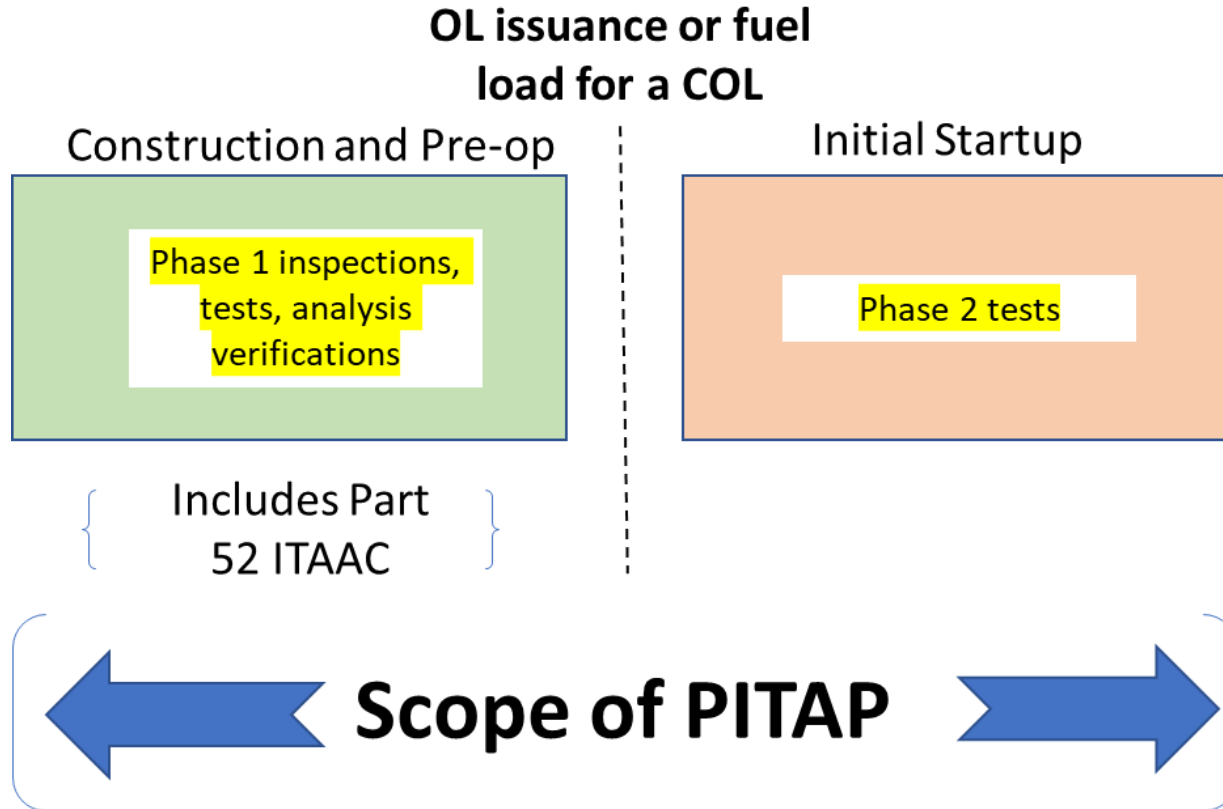 OL issuance or fuel
load for a COL
Construction and Pre-op
Initial Startup
Phase 1 inspections,
tests, analysis
verifications
Phase 2 tests
Includes Part
52 ITAAC
Scope of PITAP